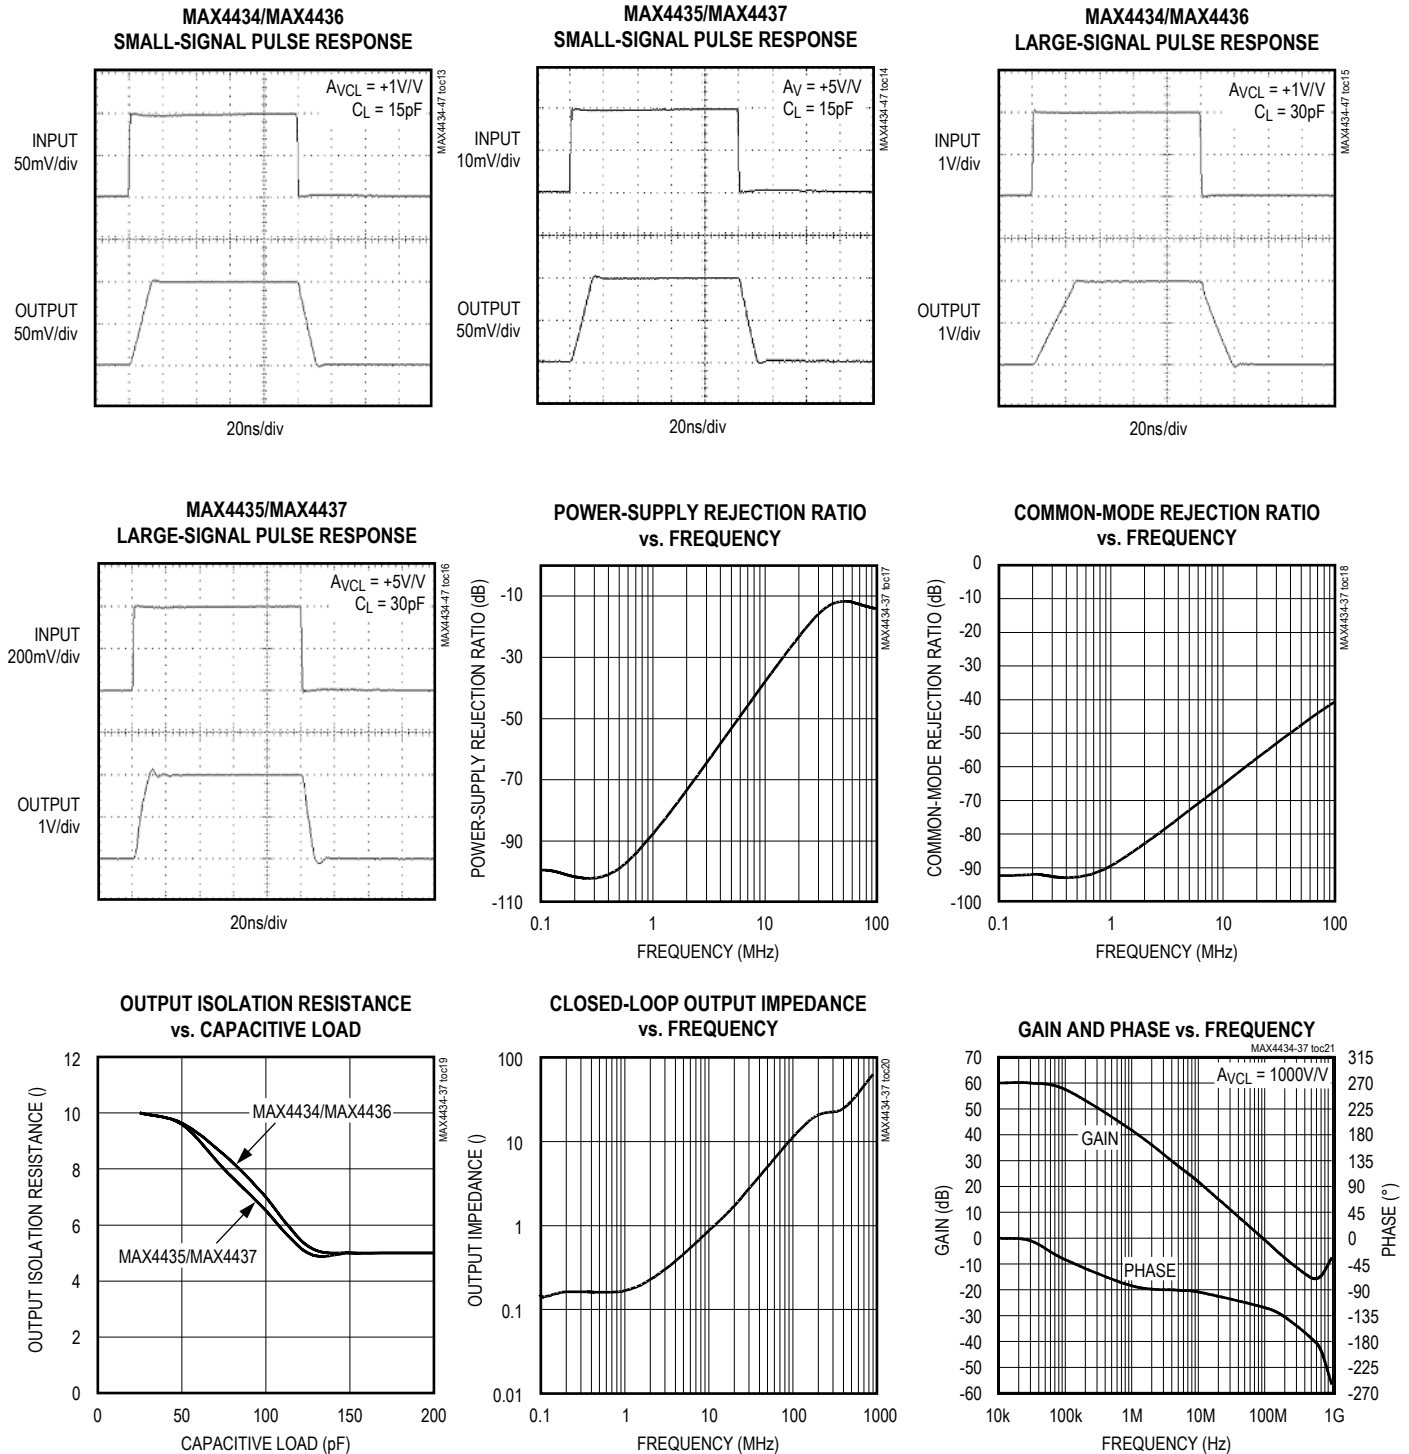 MAX4434/MAX4436
SMALL-SIGNAL PULSE RESPONSE
MAX4434-47 toc13
AVCL = +1V/V
CL = 15pF
INPUT
50mV/div
OUTPUT
50mV/div
20ns/div
MAX4435/MAX4437
SMALL-SIGNAL PULSE RESPONSE
MAX4434-47 toc14
AV = +5V/V
CL = 15pF
INPUT
10mV/div
OUTPUT
50mV/div
20ns/div
MAX4434/MAX4436
LARGE-SIGNAL PULSE RESPONSE
MAX4434-47 toc15
AVCL = +1V/V
CL = 30pF
INPUT
1V/div
OUTPUT
1V/div
20ns/div
MAX4435/MAX4437
LARGE-SIGNAL PULSE RESPONSE
MAX4434-47 toc16
AVCL = +5V/V
CL = 30pF
INPUT
200mV/div
OUTPUT
1V/div
20ns/div
POWER-SUPPLY REJECTION RATIO
vs. FREQUENCY
MAX4434-37 toc17
POWER-SUPPLY REJECTION RATIO (dB)
-10
-30
-50
-70
-90
-110
0.1 1 10 100
FREQUENCY (MHz)
COMMON-MODE REJECTION RATIO
vs. FREQUENCY
MAX4434-37 toc18
COMMON-MODE REJECTION RATIO (dB)
0
-10
-20
-30
-40
-50
-60
-70
-80
-90
-100
0.1 1 10 100
FREQUENCY (MHz)
OUTPUT ISOLATION RESISTANCE
vs. CAPACITIVE LOAD
MAX4434-37 toc19
OUTPUT ISOLATION RESISTANCE ()
12
10
8
6
4
2
0
MAX4434/MAX4436
MAX4435/MAX4437
0 50 100 150 200
CAPACITIVE LOAD (pF)
CLOSED-LOOP OUTPUT IMPEDANCE
vs. FREQUENCY
MAX4434-37 toc20
OUTPUT IMPEDANCE ()
100
10
1
0.1
0.01
0.1 1 10 100 1000
FREQUENCY (MHz)
GAIN AND PHASE vs. FREQUENCY
MAX4434-37 toc21
AVCL = 1000V/V
GAIN (dB)
70
60
50
40
30
20
10
0
-10
-20
-30
-40
-50
-60
GAIN
PHASE
315
270
225
180
135
90
45
0
-45
-90
-135
-180
-225
-270
PHASE (°)
10k 100k 1M 10M 100M 1G
FREQUENCY (Hz)